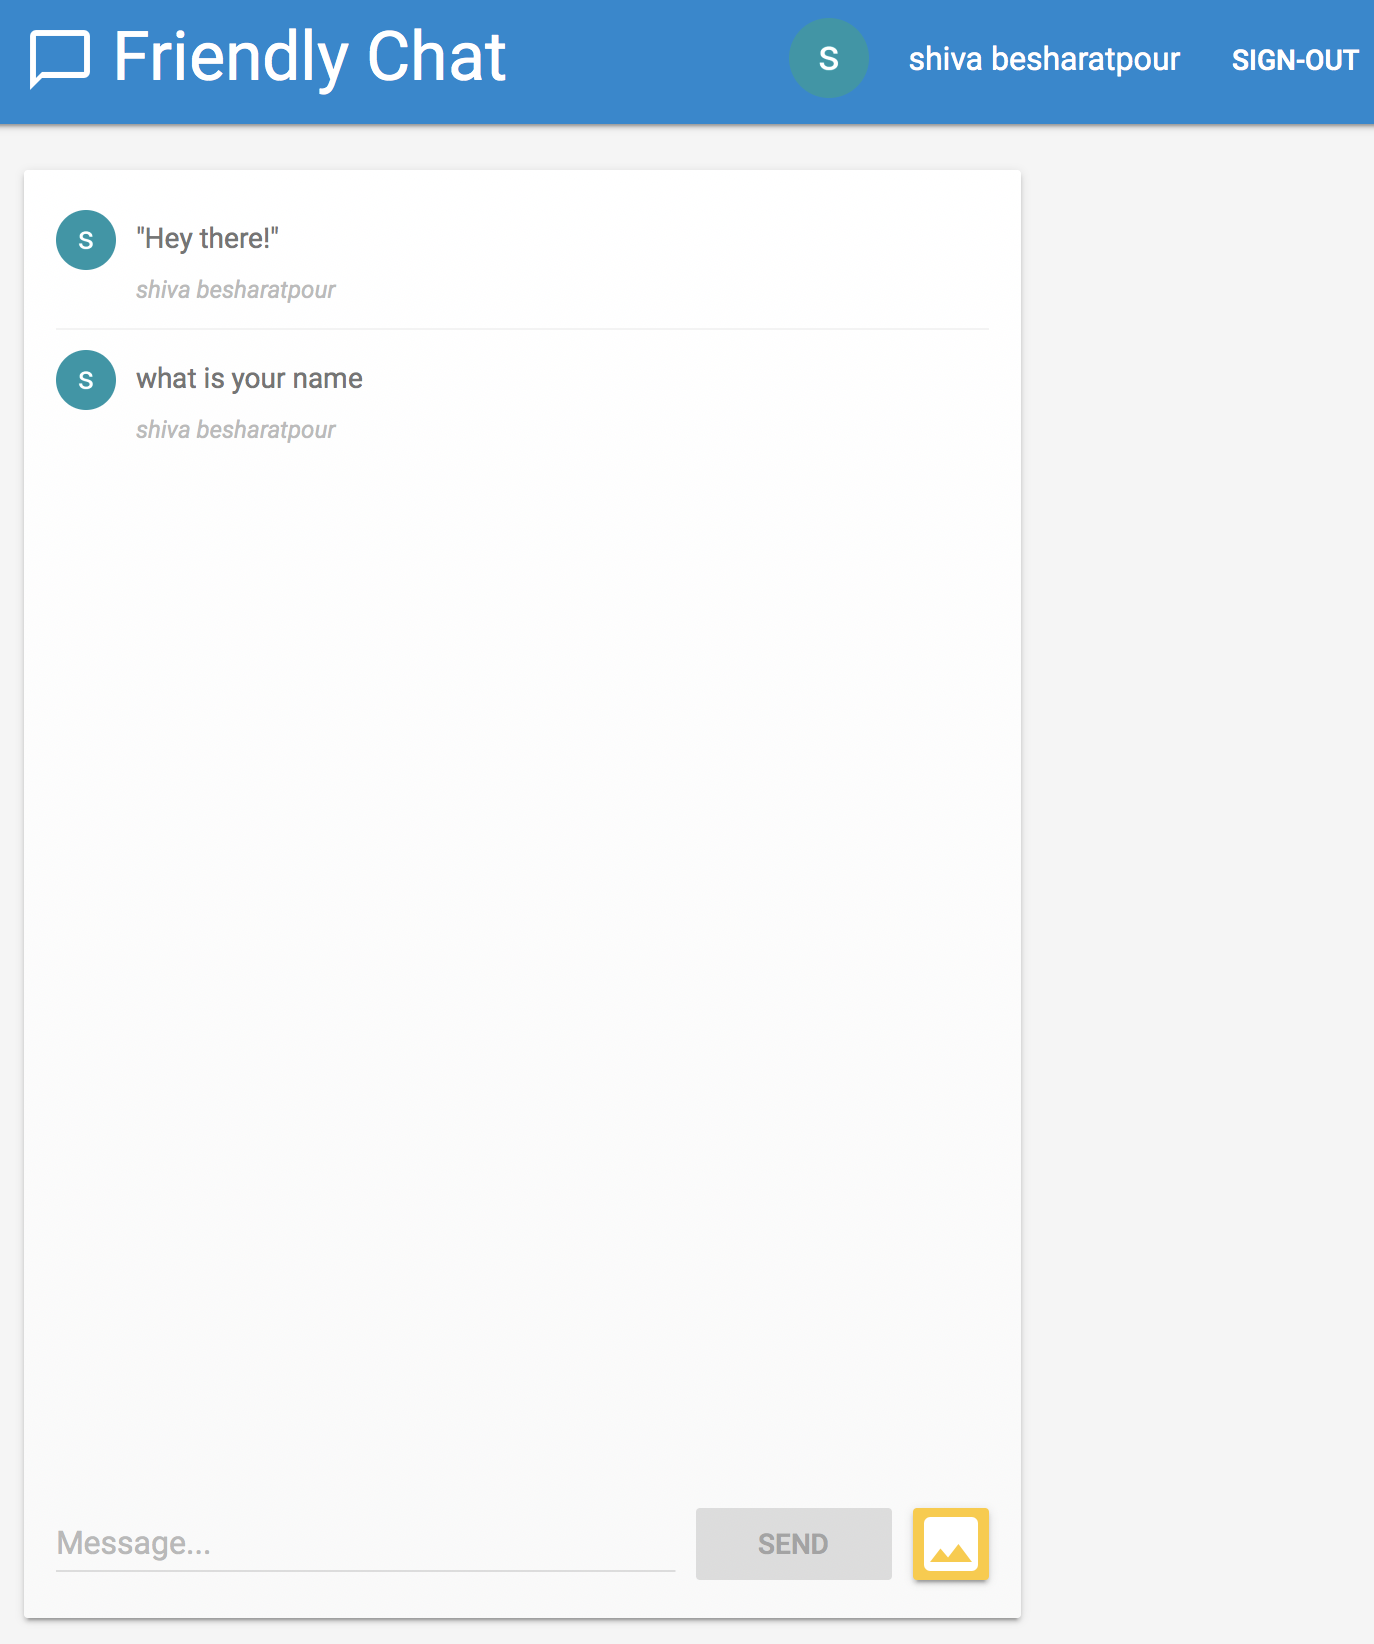 Friendly Chat
S
shiva besharatpour
SIGN-OUT
S
"Hey there!"
shiva besharatpour
S
what is your name
shiva besharatpour
Message...
SEND